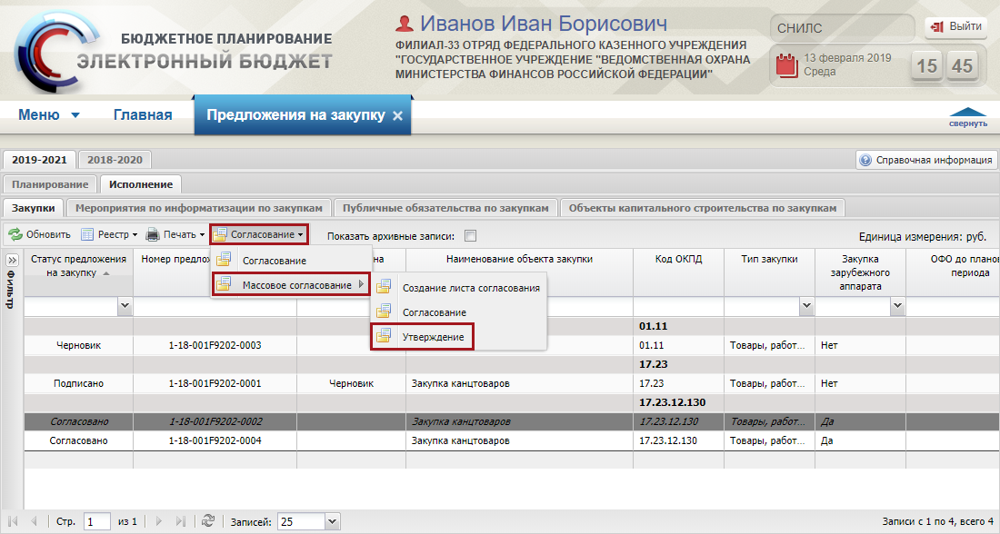 БЮДЖЕТНОЕ ПЛАНИРОВАНИЕ
ЭЛЕКТРОННЫЙ БЮДЖЕТ
Иванов Иван Борисович
ФИЛИАЛ-33 ОТРЯД ФЕДЕРАЛЬНОГО КАЗЕННОГО УЧРЕЖДЕНИЯ
"ГОСУДАРСТВЕННОЕ УЧРЕЖДЕНИЕ "ВЕДОМСТВЕННАЯ ОХРАНА
МИНИСТЕРСТВА ФИНАНСОВ РОССИЙСКОЙ ФЕДЕРАЦИИ"
СНИЛС
Выйти
13 февраля 2019
Среда
15 45
Меню Главная Предложения на закупку
свернуть
2019-2021 2018-2020 Справочная информация
Планирование Исполнение
Закупки Мероприятия по информатизации по закупкам Публичные обязательства по закупкам Объекты капитального строительства по закупкам
Обновить Реестр Печать Согласование Показать архивные записи: Единица измерения: руб.
Фильтр
Статус предложения
на закупку
Номер предло
на
Наименование объекта закупки
Код ОКПД
Тип закупки
Закупка
зарубежного
аппарата
ОФО до плано
периода
Согласование
Массовое согласование
Создание листа согласования
Согласование
Утверждение
01.11
Черновик 1-18-001F9202-0003 01.11 Товары, работ... Нет
17.23
Подписано 1-18-001F9202-0001 Черновик Закупка канцтоваров 17.23 Товары, работ... Нет
17.23.12.130
Согласовано 1-18-001F9202-0002 Закупка канцтоваров 17.23.12.130 Товары, работ... Да
Согласовано 1-18-001F9202-0004 Закупка канцтоваров 17.23.12.130 Товары, работ... Да
Стр. 1 из 1 Записей: 25 Записи с 1 по 4, всего 4